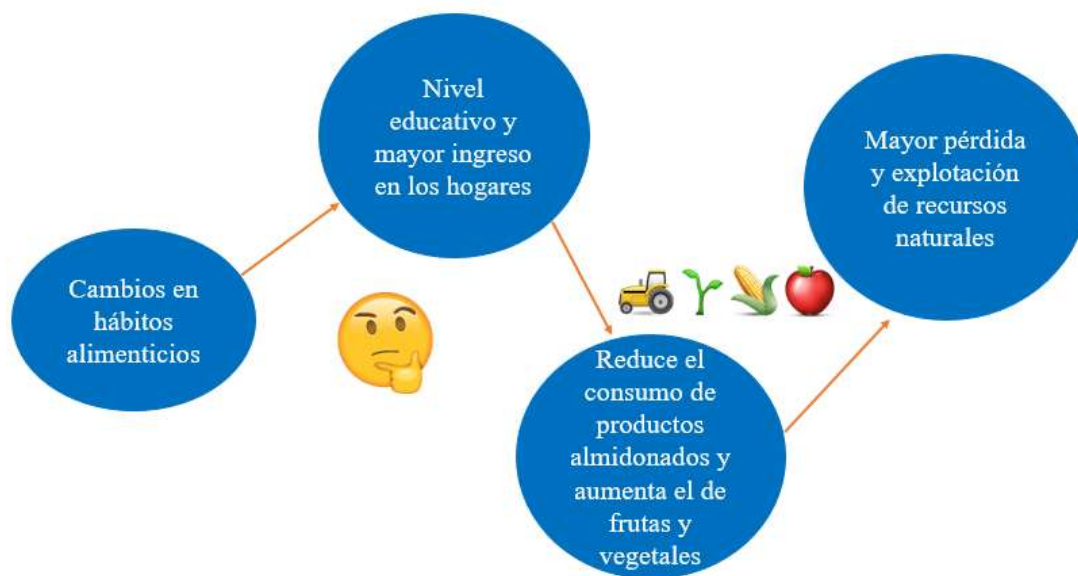 Cambios en
hábitos
alimenticios
Nivel
educativo y
mayor ingreso
en los hogares
Reduce el
consumo de
productos
almidonados y
aumenta el de
frutas y
vegetales
Mayor pérdida
y explotación
de recursos
naturales